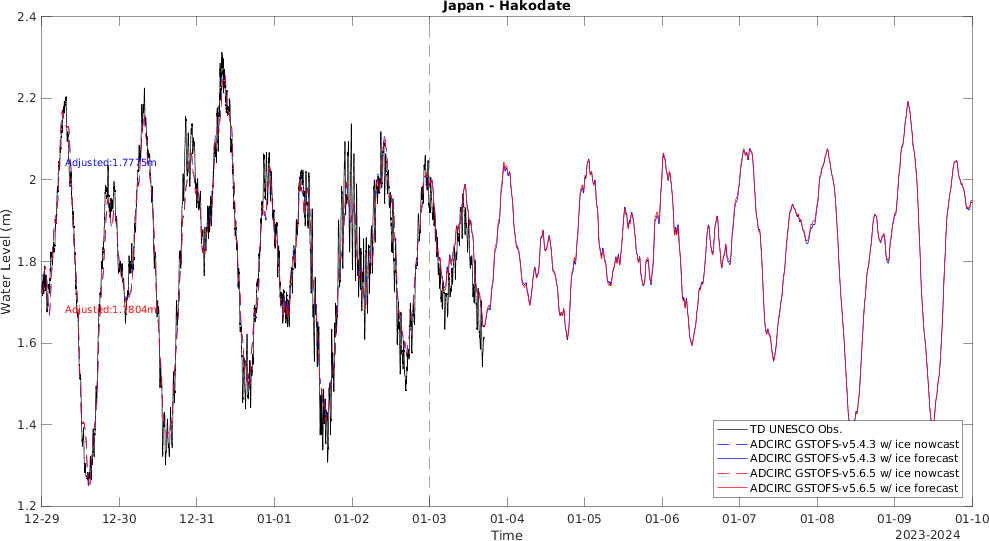 Japan - Hakodate
2.4
2.2
2
1.8
1.6
1.4
1.2
Water Level (m)
Adjusted:1.7775m
Adjusted:1.7804m
TD UNESCO Obs.
ADCIRC GSTOFS-v5.4.3 w/ ice nowcast
ADCIRC GSTOFS-v5.4.3 w/ ice forecast
ADCIRC GSTOFS-v5.6.5 w/ ice nowcast
ADCIRC GSTOFS-v5.6.5 w/ ice forecast
12-29 12-30 12-31 01-01 01-02 01-03 01-04 01-05 01-06 01-07 01-08 01-09 01-10
Time
2023-2024